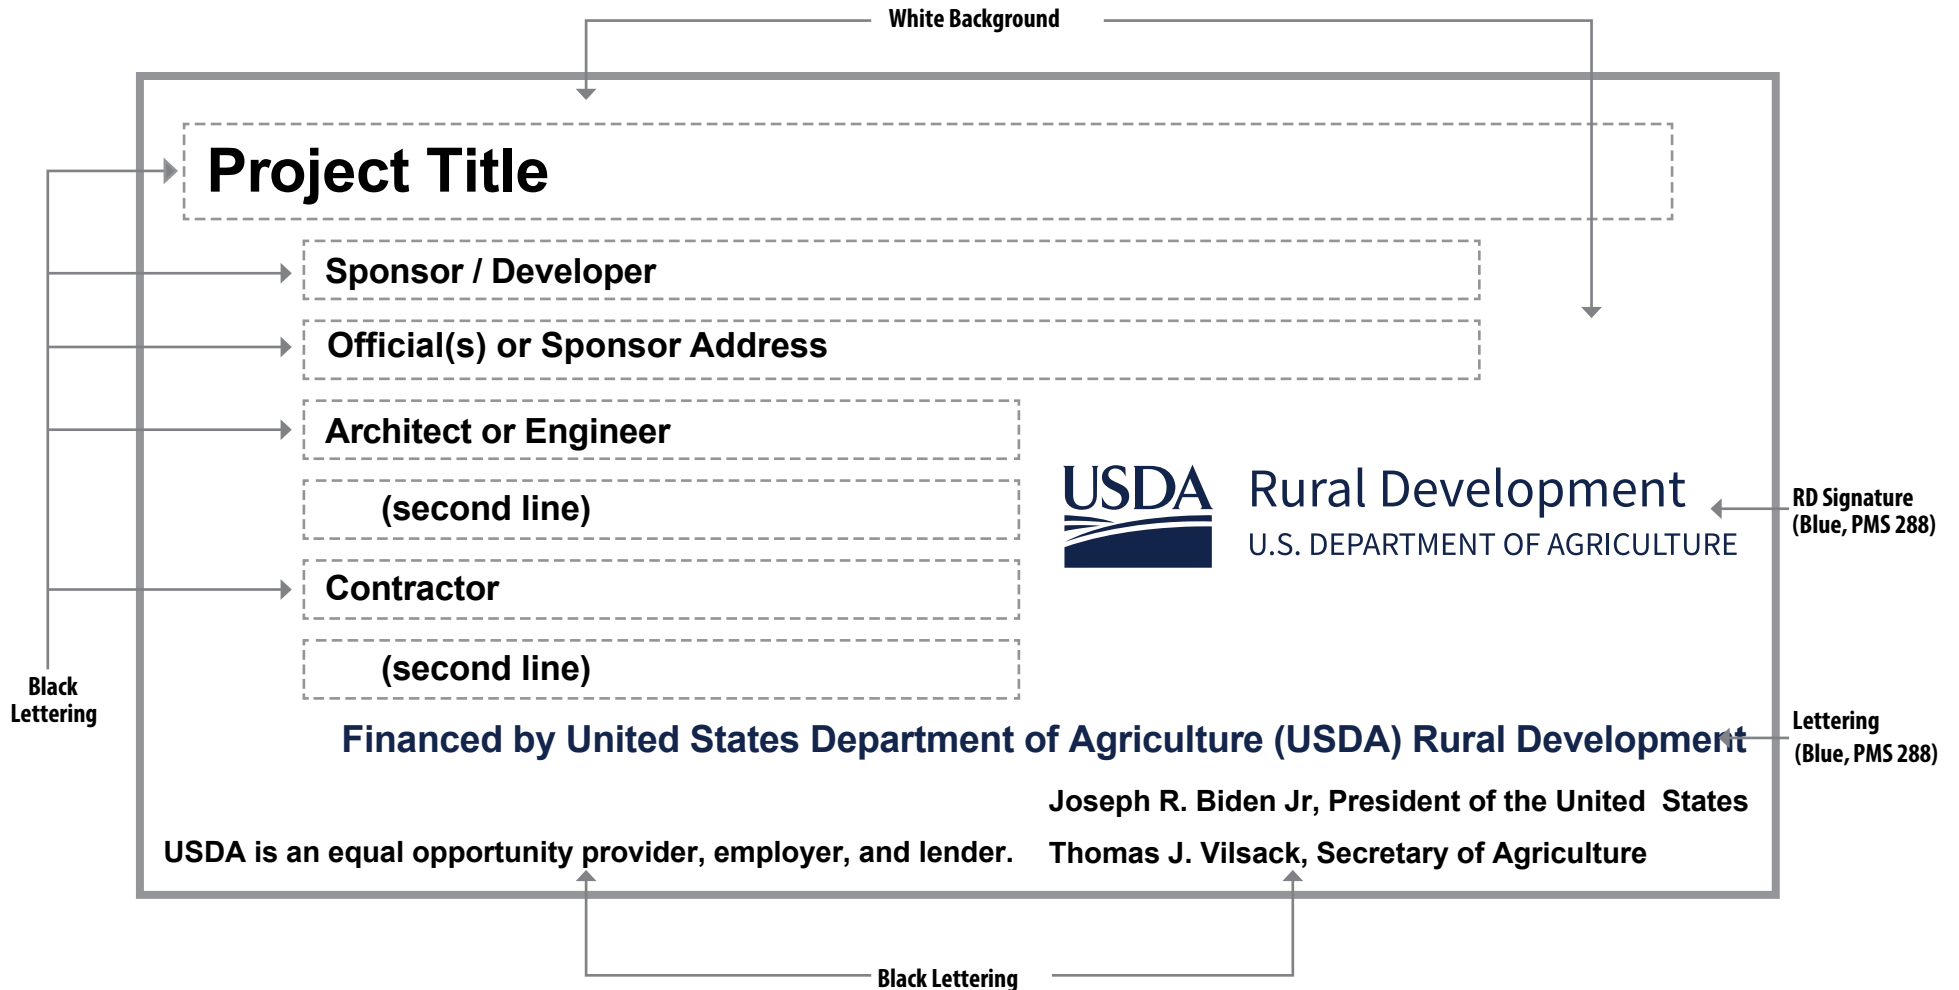 White Background
Project Title
Sponsor / Developer
Official(s) or Sponsor Address
Architect or Engineer
(second line)
Contractor
(second line)
USDA
Rural Development
U.S. DEPARTMENT OF AGRICULTURE
RD Signature
(Blue, PMS 288)
Black
Lettering
Financed by United States Department of Agriculture (USDA) Rural Development
Lettering
(Blue, PMS 288)
Joseph R. Biden Jr, President of the United States
USDA is an equal opportunity provider, employer, and lender.
Thomas J. Vilsack, Secretary of Agriculture
Black Lettering